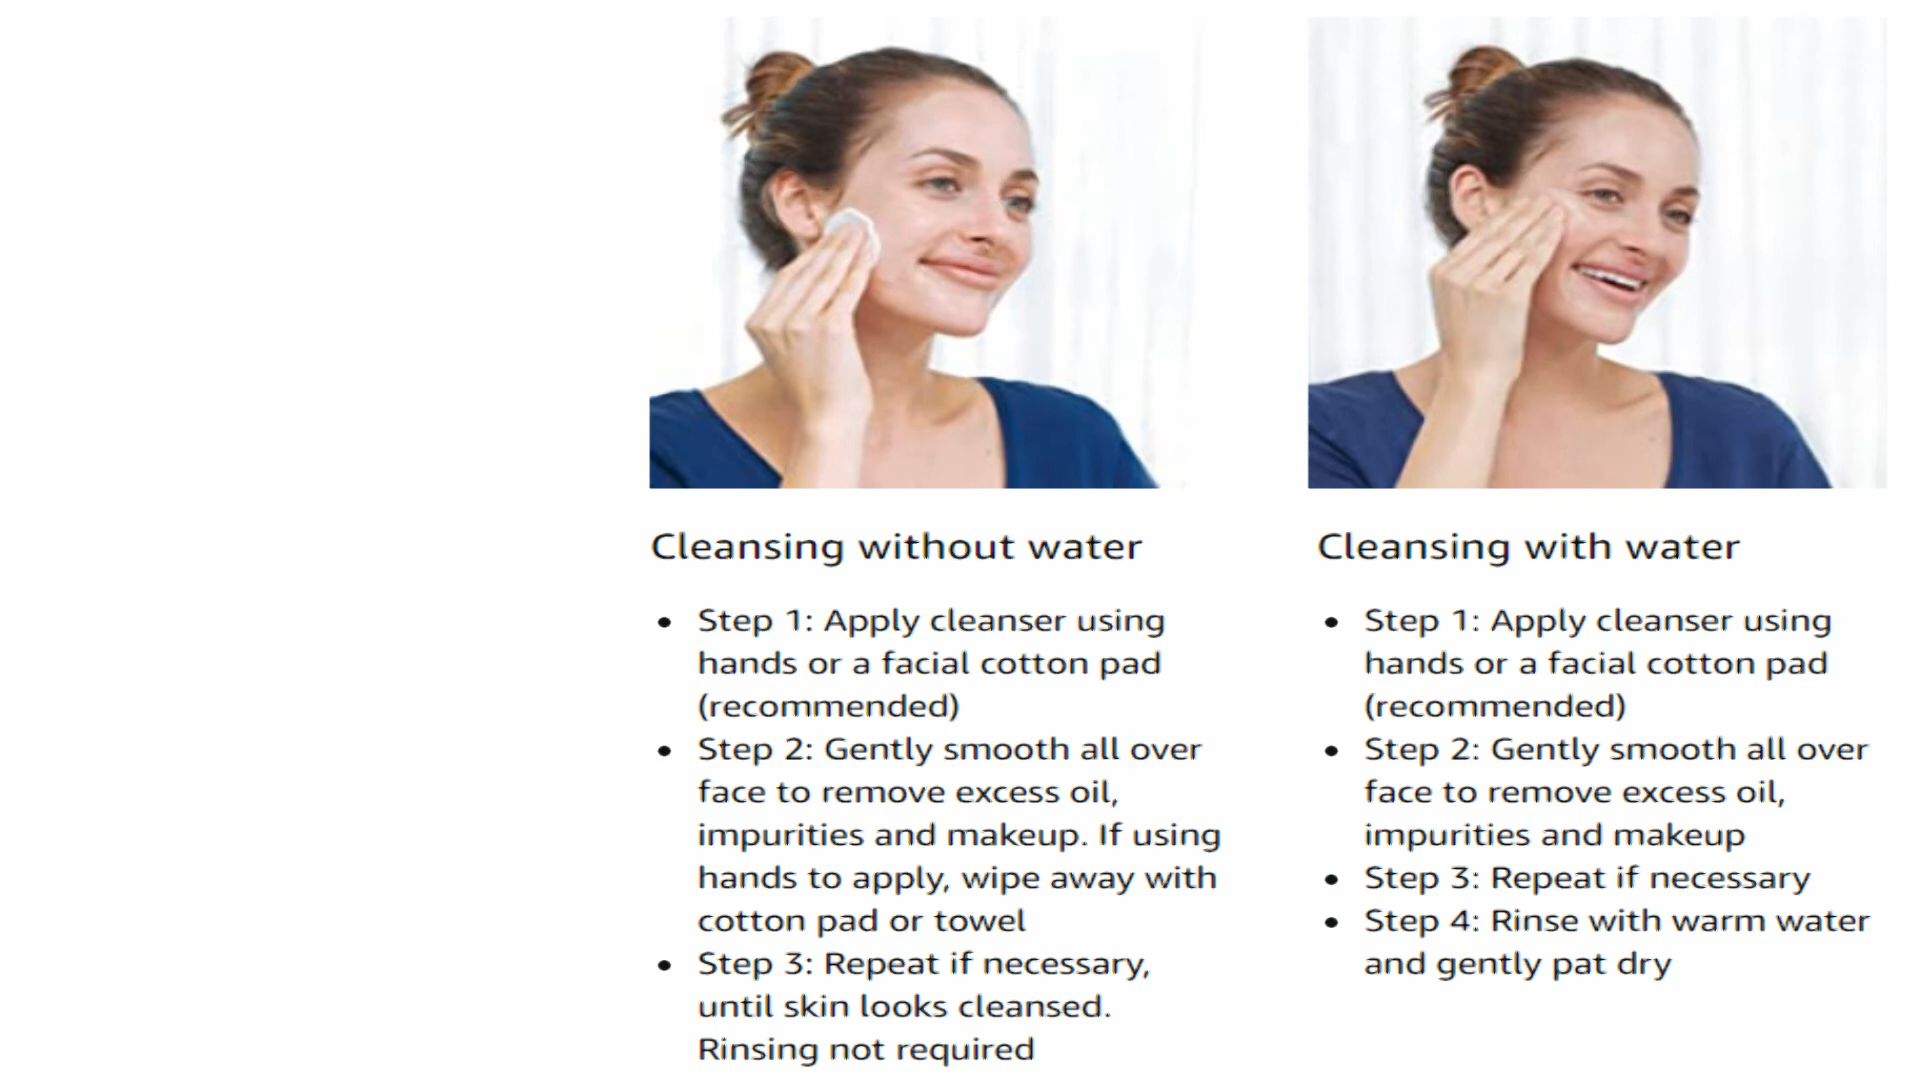 Cleansing without water
• Step 1: Apply cleanser using
hands or a facial cotton pad
(recommended)
• Step 2: Gently smooth all over
face to remove excess oil,
impurities and makeup. If using
hands to apply, wipe away with
cotton pad or towel
• Step 3: Repeat if necessary,
until skin looks cleansed.
Rinsing not required
Cleansing with water
• Step 1: Apply cleanser using
hands or a facial cotton pad
(recommended)
• Step 2: Gently smooth all over
face to remove excess oil,
impurities and makeup
• Step 3: Repeat if necessary
• Step 4: Rinse with warm water
and gently pat dry